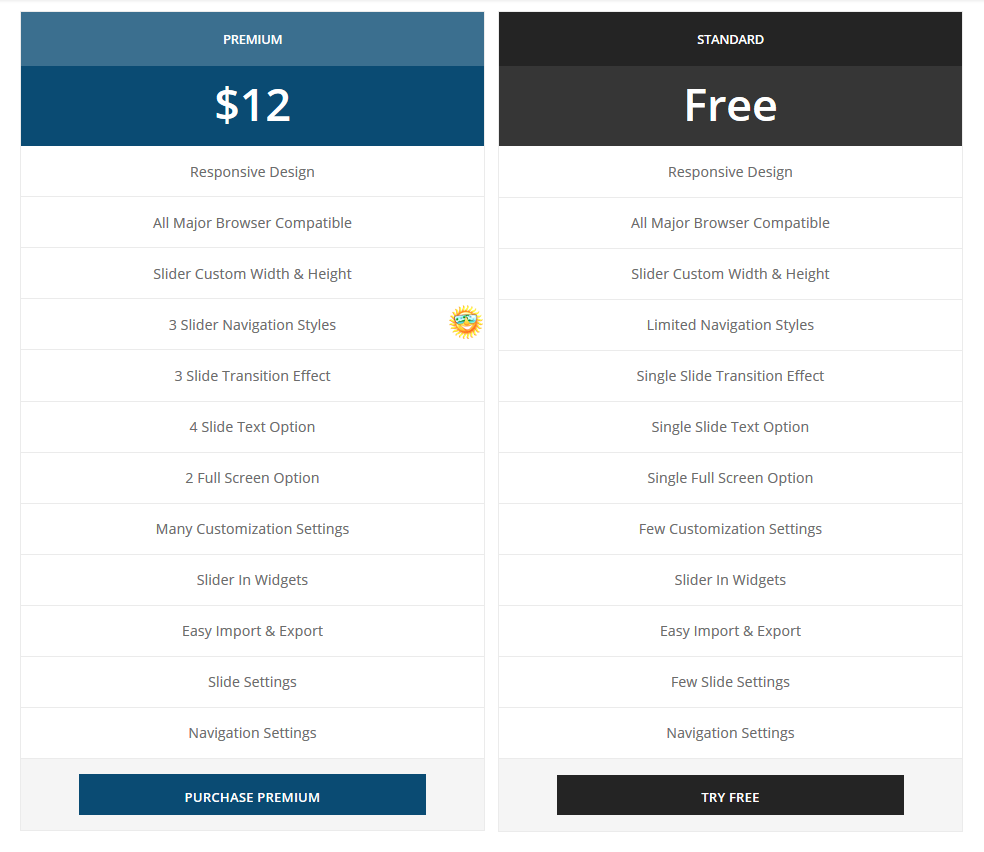 PREMIUM
$12
Responsive Design
All Major Browser Compatible
Slider Custom Width & Height
3 Slider Navigation Styles
3 Slide Transition Effect
4 Slide Text Option
2 Full Screen Option
Many Customization Settings
Slider In Widgets
Easy Import & Export
Slide Settings
Navigation Settings
PURCHASE PREMIUM
STANDARD
Free
Responsive Design
All Major Browser Compatible
Slider Custom Width & Height
Limited Navigation Styles
Single Slide Transition Effect
Single Slide Text Option
Single Full Screen Option
Few Customization Settings
Slider In Widgets
Easy Import & Export
Few Slide Settings
Navigation Settings
TRY FREE